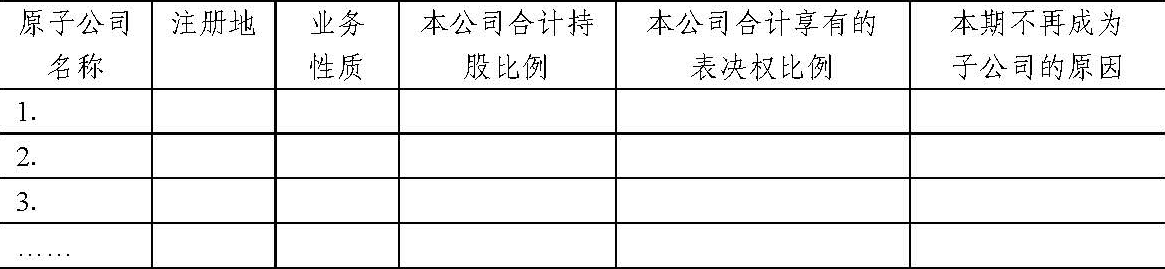 原子公司 注册地 业务 本公司合计持 本公司合计享有的 本期不再成为
名称 性质 股比例 表决权比例 子公司的原因
1.
2.
3.
……